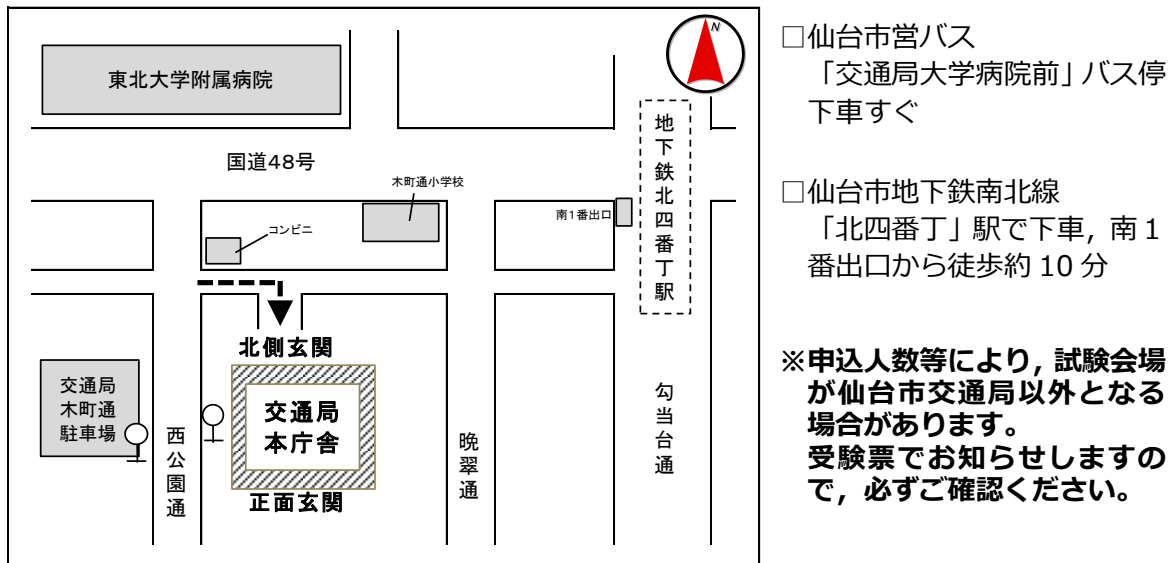 N
東北大学附属病院
国道48号
木町通小学校
コンビニ
南1番出口
地下鉄北四番丁駅
北側玄関
交通局
木町通
駐車場
交通局
本庁舎
正面玄関
西公園通
晩翠通
勾当台通
□仙台市営バス
「交通局大学病院前」バス停
下車すぐ
□仙台市地下鉄南北線
「北四番丁」駅で下車，南１
番出口から徒歩約 10 分
※申込人数等により，試験会場
が仙台市交通局以外となる
場合があります。
受験票でお知らせしますの
で，必ずご確認ください。